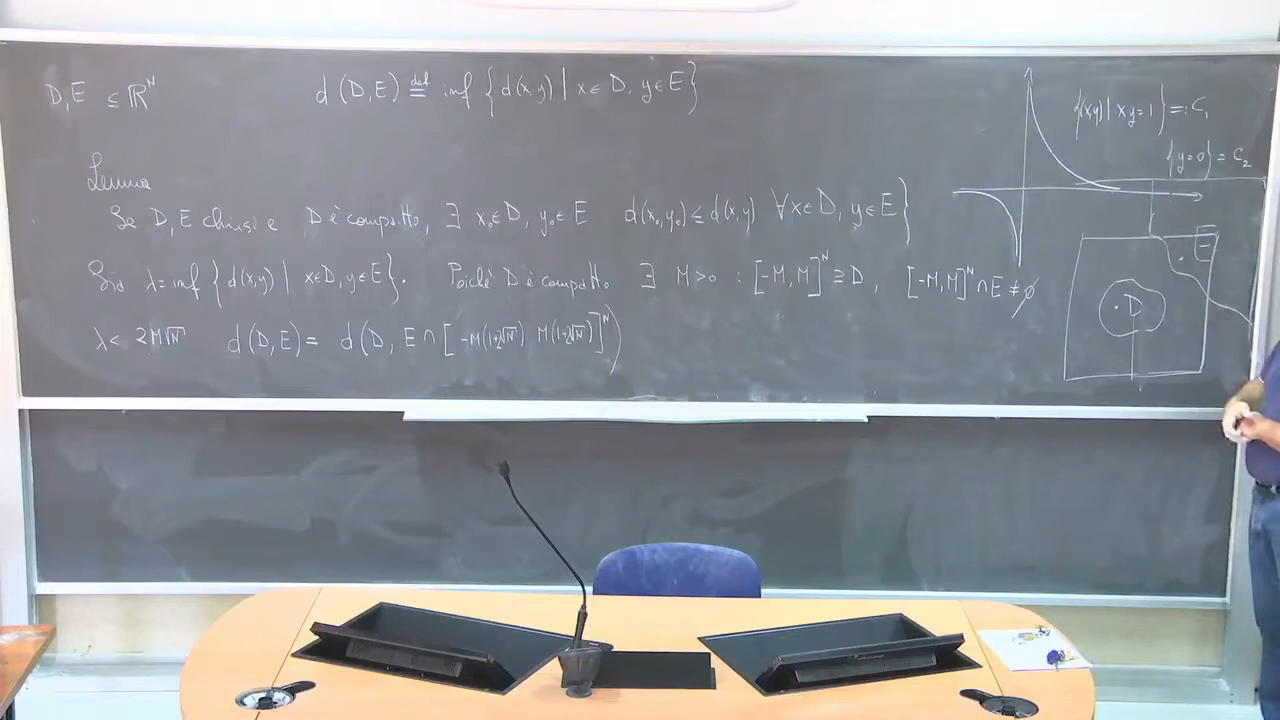 D,E ⊆ ℝᴺ
d(D,E) ≝ inf {d(x,y) | x∈D, y∈E}
{(x,y) | xy=1} =: C₁
{y=0} = C₂
Lemma
Se D,E chiusi e D è compatto, ∃ x₀∈D, y₀∈E d(x₀,y₀) ≤ d(x,y) ∀x∈D, y∈E}
Sia λ = inf {d(x,y) | x∈D, y∈E}. Poiché D è compatto ∃ M>0 : [-M,M]ᴺ ⊇ D, [-M,M]ᴺ ∩ E ≠ ∅
λ < 2M√N d(D,E) = d(D, E ∩ [-M(1+2√N) M(1+2√N)]ᴺ)
E
D